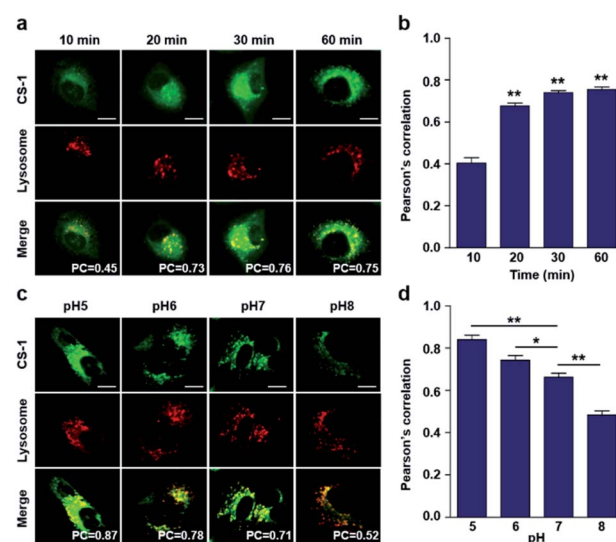 a
10 min 20 min 30 min 60 min
CS-1
Lysosome
Merge
PC=0.45 PC=0.73 PC=0.76 PC=0.75
b
Pearson's correlation
1.0
0.8
0.6
0.4
0.2
0.0
** ** **
10 20 30 60
Time (min)
c
pH5 pH6 pH7 pH8
CS-1
Lysosome
Merge
PC=0.87 PC=0.78 PC=0.71 PC=0.52
d
Pearson's correlation
1.0
0.8
0.6
0.4
0.2
0.0
**
*
**
5 6 7 8
pH